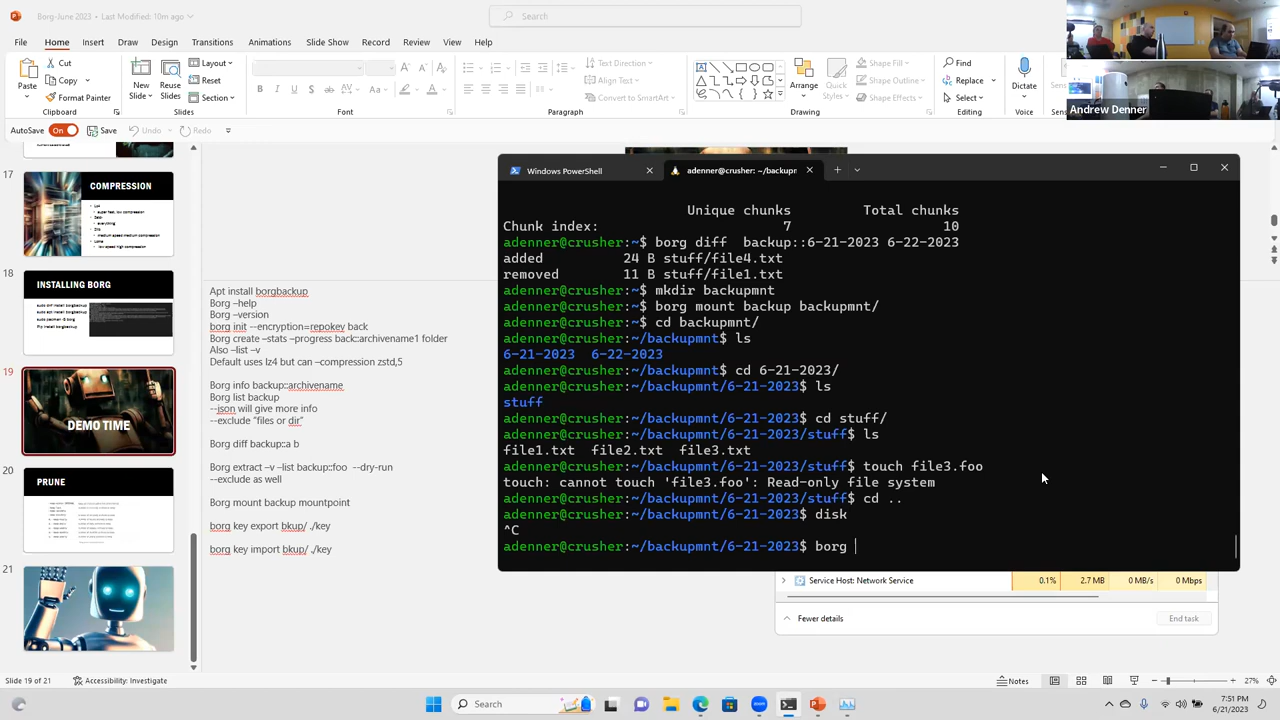 Borg-June 2023 • Last Modified: 10m ago
Search
File Home Insert Draw Design Transitions Animations Slide Show Record Review View Help
Paste
Cut
Copy
Format Painter
Clipboard
New Slide
Reuse Slides
Layout
Reset
Section
Slides
B I U S
Font
Text Direction
Align Text
Convert to SmartArt
Paragraph
Arrange
Quick Styles
Shape Fill
Shape Outline
Shape Effects
Drawing
Find
Replace
Select
Editing
Dictate
Andrew Denner
AutoSave On Save Undo Redo
17
COMPRESSION
18
INSTALLING BORG
sudo dnf install borgbackup
sudo apt install borgbackup
sudo pacman -S borg
Pip install borgbackup
19
DEMO TIME
20
PRUNE
21
Apt install borgbackup
Borg –help
Borg –version
borg init --encryption=repokey back
Borg create –stats –progress back::archivename1 folder
Also –list –v
Default uses lz4 but can –compression zstd,5
Borg info backup::archivename
Borg list backup
--json will give more info
--exclude "files or dir"
Borg diff backup::a b
Borg extract –v –list backup::foo --dry-run
--exclude as well
Borg mount backup mountpoint
borg key export bkup/ ./key
borg key import bkup/ ./key
Windows PowerShell
adenner@crusher: ~/backupr
Unique chunks Total chunks
Chunk index: 7 10
adenner@crusher:~$ borg diff backup::6-21-2023 6-22-2023
added 24 B stuff/file4.txt
removed 11 B stuff/file1.txt
adenner@crusher:~$ mkdir backupmnt
adenner@crusher:~$ borg mount backup backupmnt/
adenner@crusher:~$ cd backupmnt/
adenner@crusher:~/backupmnt$ ls
6-21-2023 6-22-2023
adenner@crusher:~/backupmnt$ cd 6-21-2023/
adenner@crusher:~/backupmnt/6-21-2023$ ls
stuff
adenner@crusher:~/backupmnt/6-21-2023$ cd stuff/
adenner@crusher:~/backupmnt/6-21-2023/stuff$ ls
file1.txt file2.txt file3.txt
adenner@crusher:~/backupmnt/6-21-2023/stuff$ touch file3.foo
touch: cannot touch 'file3.foo': Read-only file system
adenner@crusher:~/backupmnt/6-21-2023/stuff$ cd ..
adenner@crusher:~/backupmnt/6-21-2023$ disk
^C
adenner@crusher:~/backupmnt/6-21-2023$ borg
Service Host: Network Service 0.1% 2.7 MB 0 MB/s 0 Mbps
Fewer details
End task
Slide 19 of 21
Accessibility: Investigate
Notes
27%
Search
7:51 PM
6/21/2023